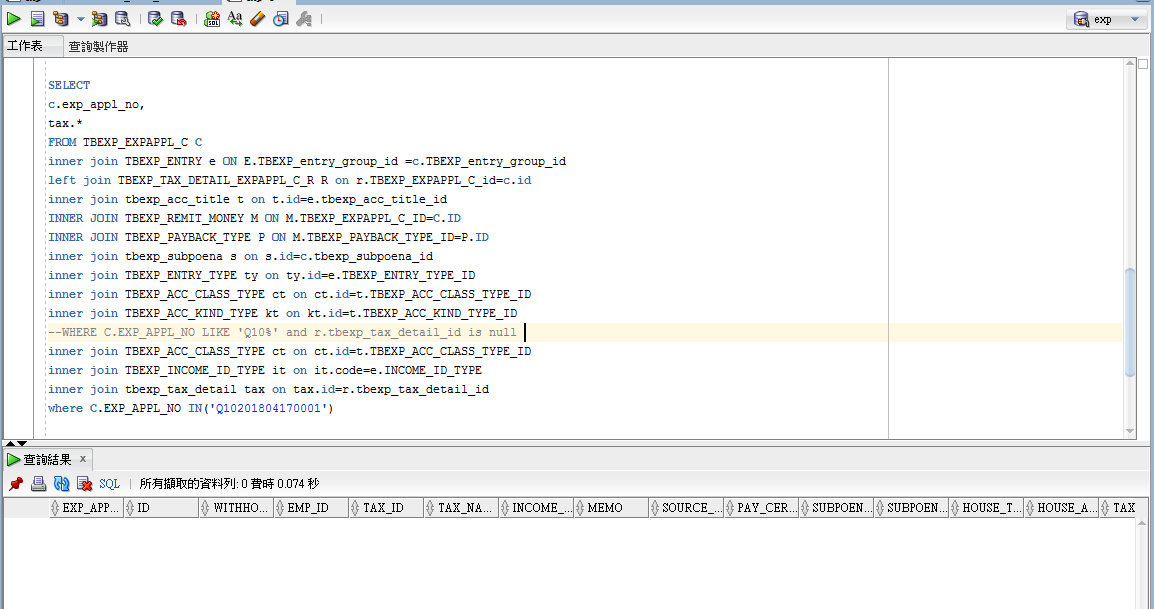 exp
工作表 查詢製作器
SELECT
c.exp_appl_no,
tax.*
FROM TBEXP_EXPAPPL_C C
inner join TBEXP_ENTRY e ON E.TBEXP_entry_group_id =c.TBEXP_entry_group_id
left join TBEXP_TAX_DETAIL_EXPAPPL_C_R R on r.TBEXP_EXPAPPL_C_id=c.id
inner join tbexp_acc_title t on t.id=e.tbexp_acc_title_id
INNER JOIN TBEXP_REMIT_MONEY M ON M.TBEXP_EXPAPPL_C_ID=C.ID
INNER JOIN TBEXP_PAYBACK_TYPE P ON M.TBEXP_PAYBACK_TYPE_ID=P.ID
inner join tbexp_subpoena s on s.id=c.tbexp_subpoena_id
inner join TBEXP_ENTRY_TYPE ty on ty.id=e.TBEXP_ENTRY_TYPE_ID
inner join TBEXP_ACC_CLASS_TYPE ct on ct.id=t.TBEXP_ACC_CLASS_TYPE_ID
inner join TBEXP_ACC_KIND_TYPE kt on kt.id=t.TBEXP_ACC_KIND_TYPE_ID
--WHERE C.EXP_APPL_NO LIKE 'Q10%' and r.tbexp_tax_detail_id is null
inner join TBEXP_ACC_CLASS_TYPE ct on ct.id=t.TBEXP_ACC_CLASS_TYPE_ID
inner join TBEXP_INCOME_ID_TYPE it on it.code=e.INCOME_ID_TYPE
inner join tbexp_tax_detail tax on tax.id=r.tbexp_tax_detail_id
where C.EXP_APPL_NO IN('Q10201804170001')
查詢結果 x
SQL | 所有擷取的資料列: 0 費時 0.074 秒
EXP_APP... ID WITHHO... EMP_ID TAX_ID TAX_NA... INCOME_... MEMO SOURCE_... PAY_CER... SUBPOEN... SUBPOEN... HOUSE_T... HOUSE_A... TAX